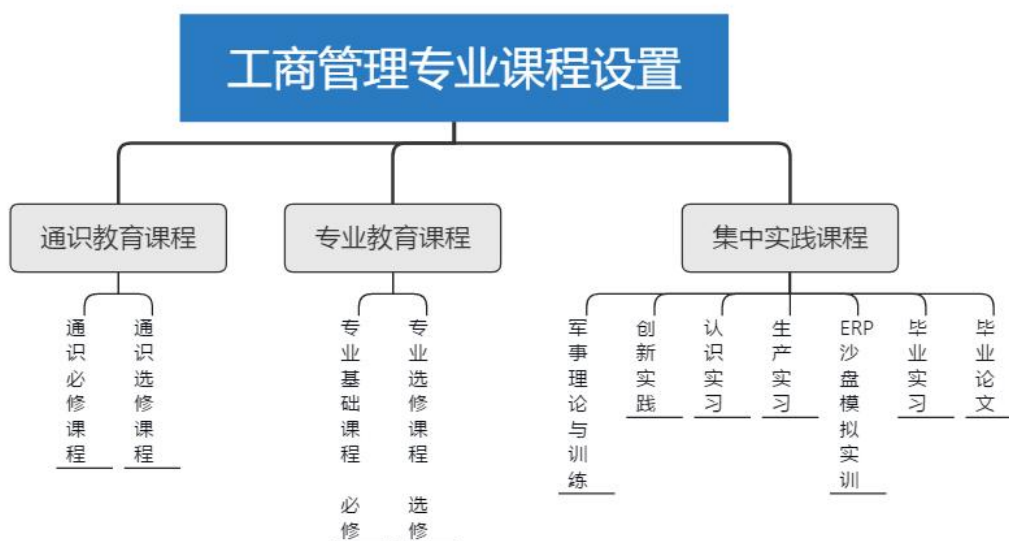 工商管理专业课程设置
通识教育课程
专业教育课程
集中实践课程
通识必修课程
通识选修课程
专业基础课程 必修
专业选修课程 选修
军事理论与训练
创新实践
认识实习
生产实习
ERP沙盘模拟实训
毕业实习
毕业论文